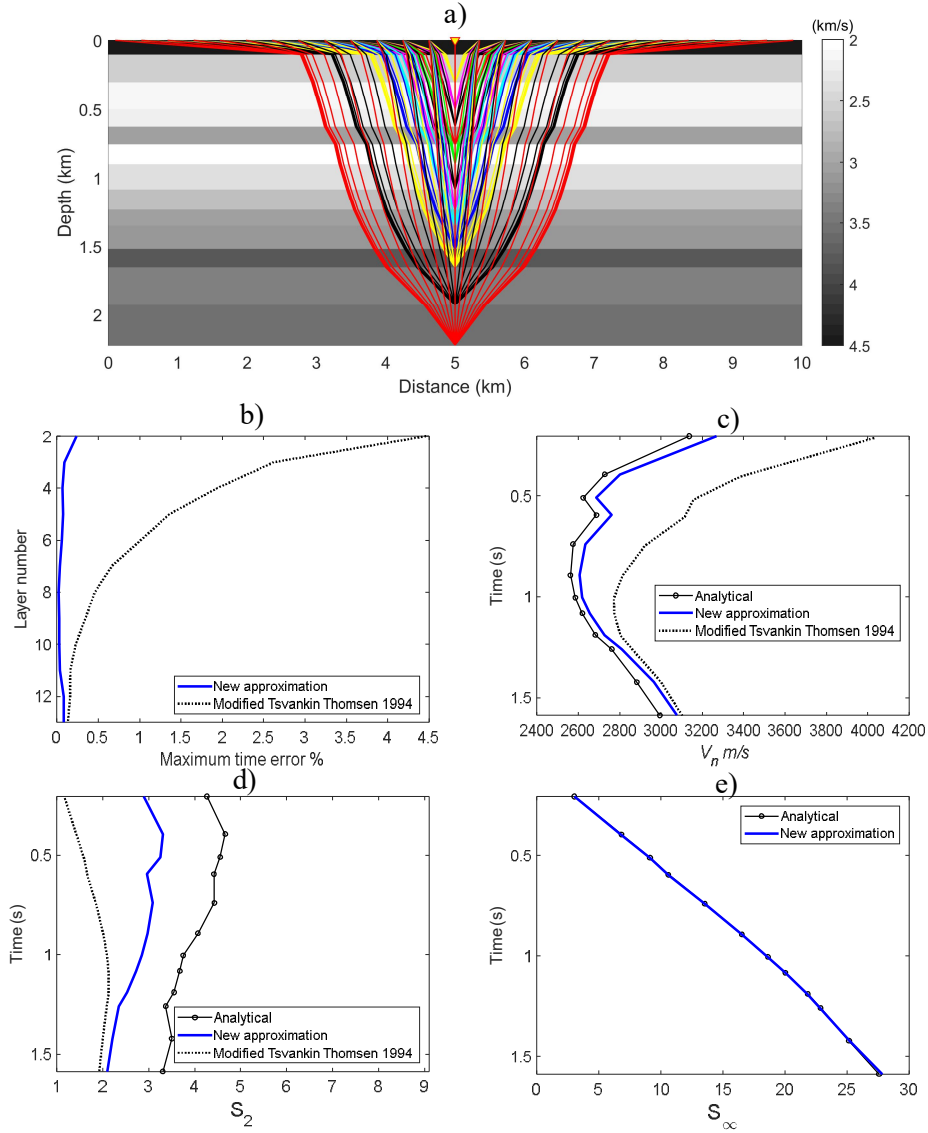 a)
(km/s)
0
0.5
1
1.5
2
Depth (km)
0 1 2 3 4 5 6 7 8 9 10
Distance (km)
2
2.5
3
3.5
4
4.5
b)
2
4
6
8
10
12
Layer number
New approximation
Modified Tsvankin Thomsen 1994
0 0.5 1 1.5 2 2.5 3 3.5 4 4.5
Maximum time error %
c)
0.5
1
1.5
Time (s)
Analytical
New approximation
Modified Tsvankin Thomsen 1994
2400 2600 2800 3000 3200 3400 3600 3800 4000 4200
V_n m/s
d)
0.5
1
1.5
Time (s)
Analytical
New approximation
Modified Tsvankin Thomsen 1994
1 2 3 4 5 6 7 8 9
S_2
e)
0.5
1
1.5
Time (s)
Analytical
New approximation
0 5 10 15 20 25 30
S_∞